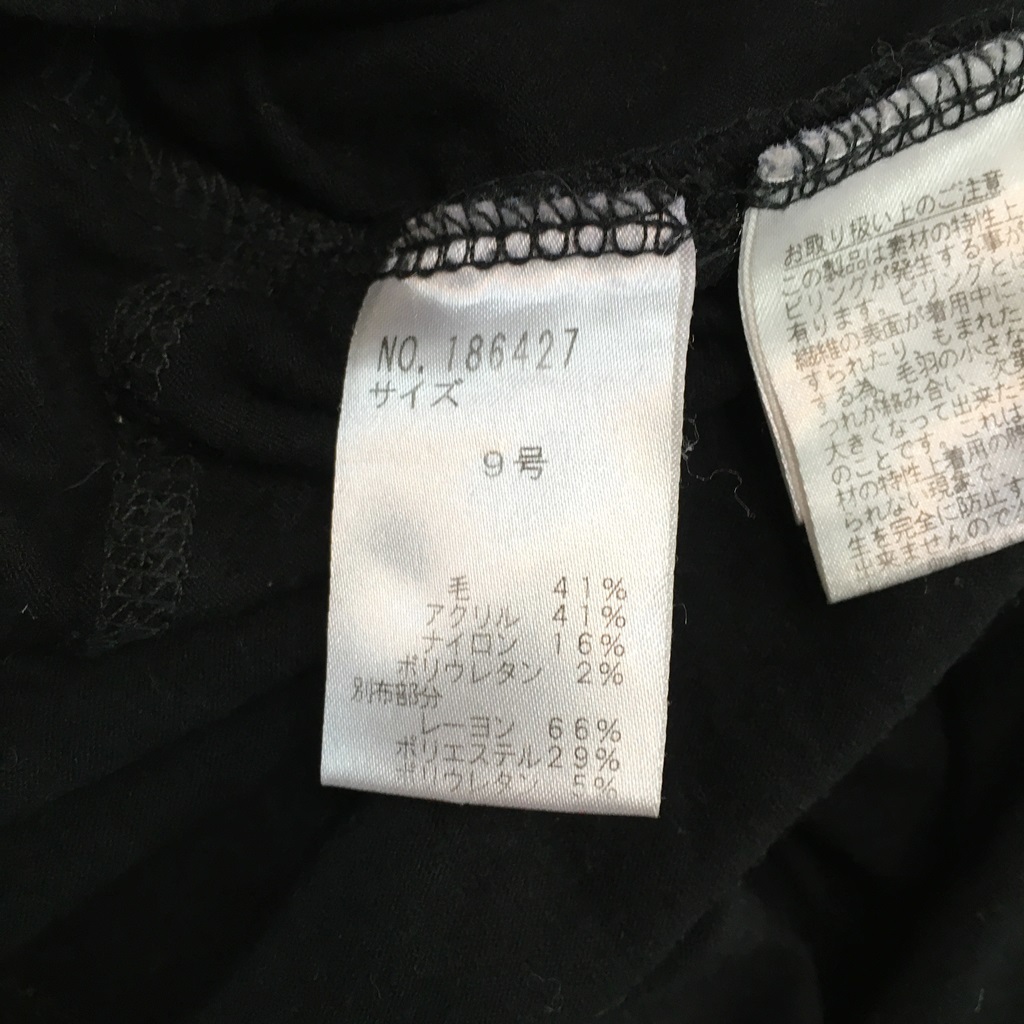 NO. 186427
サイズ
9号
毛 41%
アクリル 41%
ナイロン 16%
ポリウレタン 2%
別布部分
レーヨン 66%
ポリエステル 29%
ポリウレタン 5%
お取り扱い上のご注意
この製品は素材の特性上
ピリングが発生する事が
有ります。ピリングとは
繊維の表面が着用中に
すられたり、もまれた
する為、毛羽の小さな
つれが絡み合い、
大きくなって出来た
のことです。これは
材の特性上着用の
られない現象で、
生を完全に防止す
出来ませんので